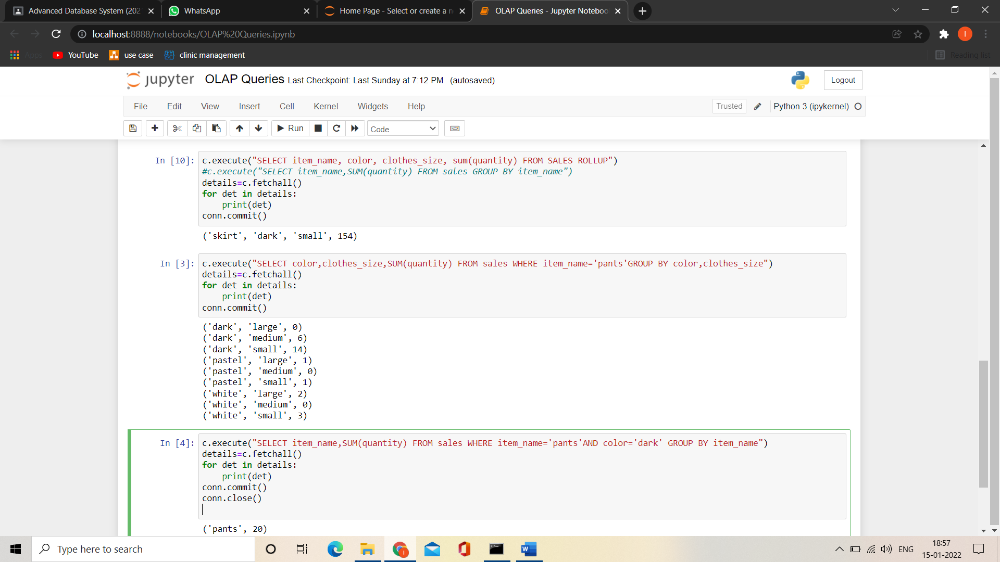 Advanced Database System (202
WhatsApp
Home Page - Select or create a n
OLAP Queries - Jupyter Noteboo
localhost:8888/notebooks/OLAP%20Queries.ipynb
I
Apps
YouTube
use case
clinic management
Reading list
jupyter
OLAP Queries Last Checkpoint: Last Sunday at 7:12 PM (autosaved)
Logout
File Edit View Insert Cell Kernel Widgets Help
Trusted
Python 3 (ipykernel)
Run
Code
In [10]:
c.execute("SELECT item_name, color, clothes_size, sum(quantity) FROM SALES ROLLUP")
#c.execute("SELECT item_name,SUM(quantity) FROM sales GROUP BY item_name")
details=c.fetchall()
for det in details:
    print(det)
conn.commit()
('skirt', 'dark', 'small', 154)
In [3]:
c.execute("SELECT color,clothes_size,SUM(quantity) FROM sales WHERE item_name='pants'GROUP BY color,clothes_size")
details=c.fetchall()
for det in details:
    print(det)
conn.commit()
('dark', 'large', 0)
('dark', 'medium', 6)
('dark', 'small', 14)
('pastel', 'large', 1)
('pastel', 'medium', 0)
('pastel', 'small', 1)
('white', 'large', 2)
('white', 'medium', 0)
('white', 'small', 3)
In [4]:
c.execute("SELECT item_name,SUM(quantity) FROM sales WHERE item_name='pants'AND color='dark' GROUP BY item_name")
details=c.fetchall()
for det in details:
    print(det)
conn.commit()
conn.close()
('pants', 20)
Type here to search
ENG
18:57
15-01-2022